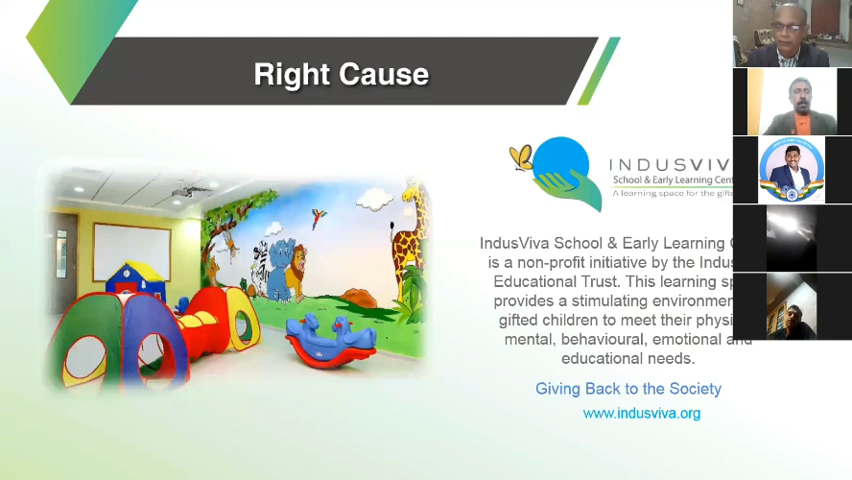 Right Cause
INDUSVIV
School & Early Learning Cent
A learning space for the gifte
IndusViva School & Early Learning C
is a non-profit initiative by the Indus
Educational Trust. This learning sp
provides a stimulating environmen
gifted children to meet their physi
mental, behavioural, emotional and
educational needs.
Giving Back to the Society
www.indusviva.org